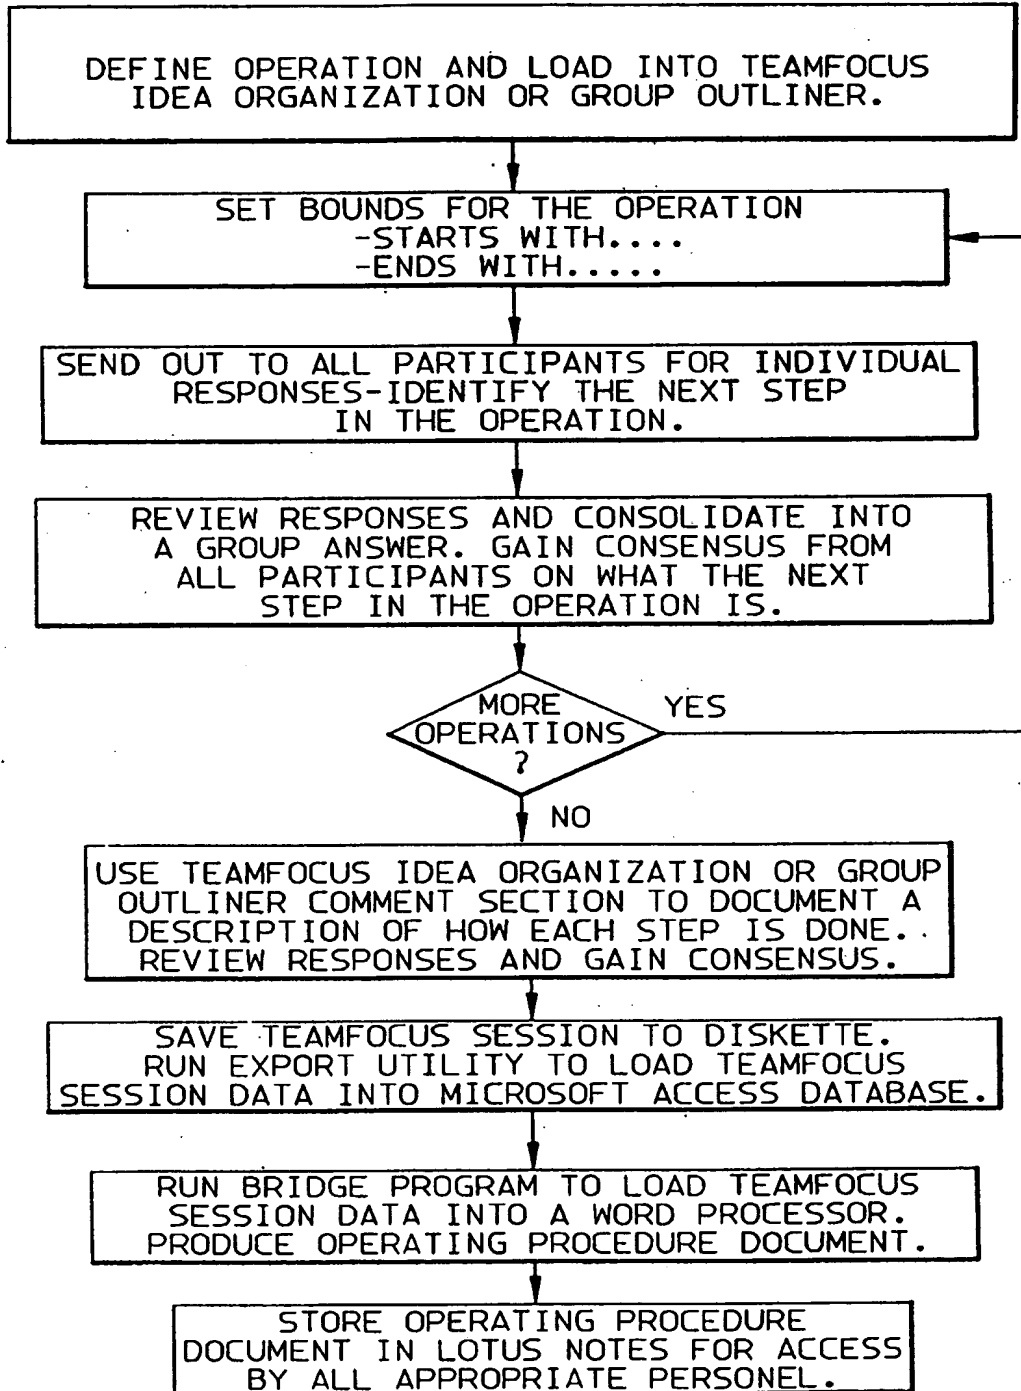 DEFINE OPERATION AND LOAD INTO TEAMFOCUS
IDEA ORGANIZATION OR GROUP OUTLINER.
SET BOUNDS FOR THE OPERATION
-STARTS WITH....
-ENDS WITH.....
SEND OUT TO ALL PARTICIPANTS FOR INDIVIDUAL
RESPONSES-IDENTIFY THE NEXT STEP
IN THE OPERATION.
REVIEW RESPONSES AND CONSOLIDATE INTO
A GROUP ANSWER. GAIN CONSENSUS FROM
ALL PARTICIPANTS ON WHAT THE NEXT
STEP IN THE OPERATION IS.
MORE
OPERATIONS
?
YES
NO
USE TEAMFOCUS IDEA ORGANIZATION OR GROUP
OUTLINER COMMENT SECTION TO DOCUMENT A
DESCRIPTION OF HOW EACH STEP IS DONE.
REVIEW RESPONSES AND GAIN CONSENSUS.
SAVE TEAMFOCUS SESSION TO DISKETTE.
RUN EXPORT UTILITY TO LOAD TEAMFOCUS
SESSION DATA INTO MICROSOFT ACCESS DATABASE.
RUN BRIDGE PROGRAM TO LOAD TEAMFOCUS
SESSION DATA INTO A WORD PROCESSOR.
PRODUCE OPERATING PROCEDURE DOCUMENT.
STORE OPERATING PROCEDURE
DOCUMENT IN LOTUS NOTES FOR ACCESS
BY ALL APPROPRIATE PERSONEL.